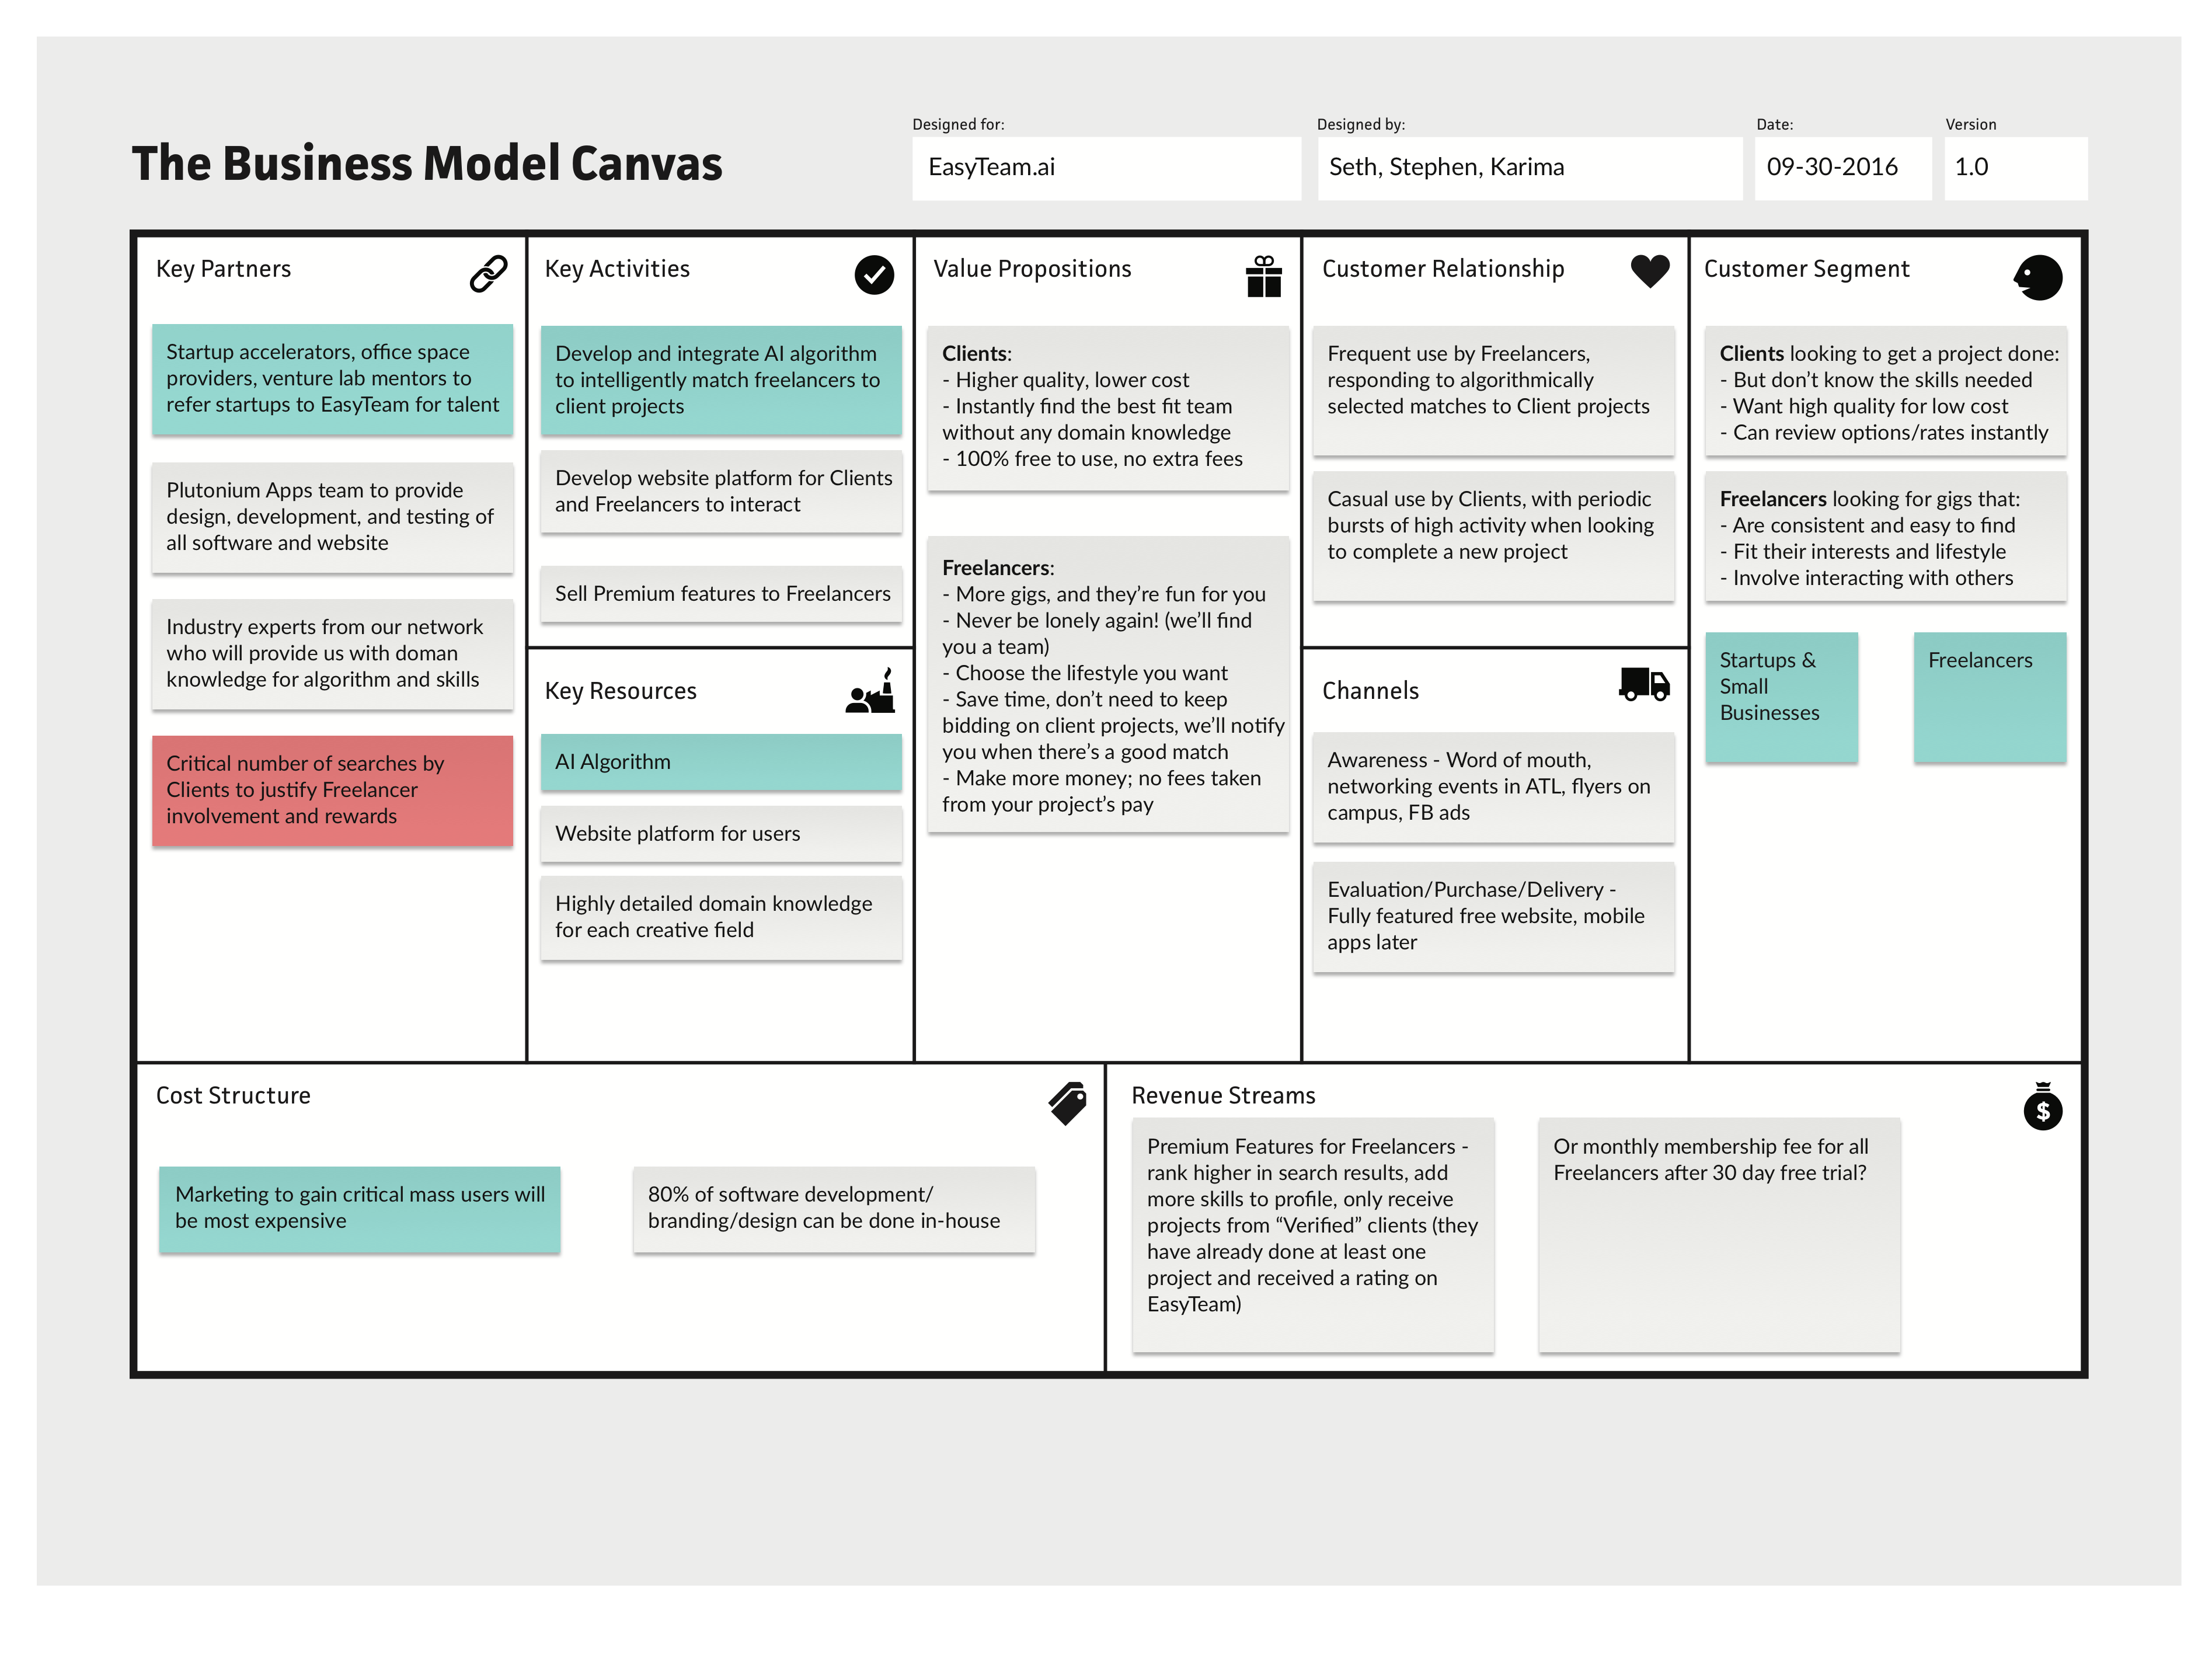 The Business Model Canvas
Designed for:
EasyTeam.ai
Designed by:
Seth, Stephen, Karima
Date:
09-30-2016
Version
1.0
Key Partners
Startup accelerators, office space
providers, venture lab mentors to
refer startups to EasyTeam for talent
Plutonium Apps team to provide
design, development, and testing of
all software and website
Industry experts from our network
who will provide us with doman
knowledge for algorithm and skills
Critical number of searches by
Clients to justify Freelancer
involvement and rewards
Key Activities
Develop and integrate AI algorithm
to intelligently match freelancers to
client projects
Develop website platform for Clients
and Freelancers to interact
Sell Premium features to Freelancers
Key Resources
AI Algorithm
Website platform for users
Highly detailed domain knowledge
for each creative field
Value Propositions
Clients:
- Higher quality, lower cost
- Instantly find the best fit team
without any domain knowledge
- 100% free to use, no extra fees
Freelancers:
- More gigs, and they’re fun for you
- Never be lonely again! (we’ll find
you a team)
- Choose the lifestyle you want
- Save time, don’t need to keep
bidding on client projects, we’ll notify
you when there’s a good match
- Make more money; no fees taken
from your project’s pay
Customer Relationship
Frequent use by Freelancers,
responding to algorithmically
selected matches to Client projects
Casual use by Clients, with periodic
bursts of high activity when looking
to complete a new project
Channels
Awareness - Word of mouth,
networking events in ATL, flyers on
campus, FB ads
Evaluation/Purchase/Delivery -
Fully featured free website, mobile
apps later
Customer Segment
Clients looking to get a project done:
- But don’t know the skills needed
- Want high quality for low cost
- Can review options/rates instantly
Freelancers looking for gigs that:
- Are consistent and easy to find
- Fit their interests and lifestyle
- Involve interacting with others
Startups &
Small
Businesses
Freelancers
Cost Structure
Marketing to gain critical mass users will
be most expensive
80% of software development/
branding/design can be done in-house
Revenue Streams
$
Premium Features for Freelancers -
rank higher in search results, add
more skills to profile, only receive
projects from “Verified” clients (they
have already done at least one
project and received a rating on
EasyTeam)
Or monthly membership fee for all
Freelancers after 30 day free trial?